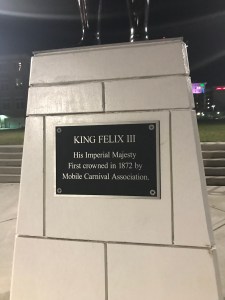 KING FELIX III
His Imperial Majesty
First crowned in 1872 by
Mobile Carnival Association.